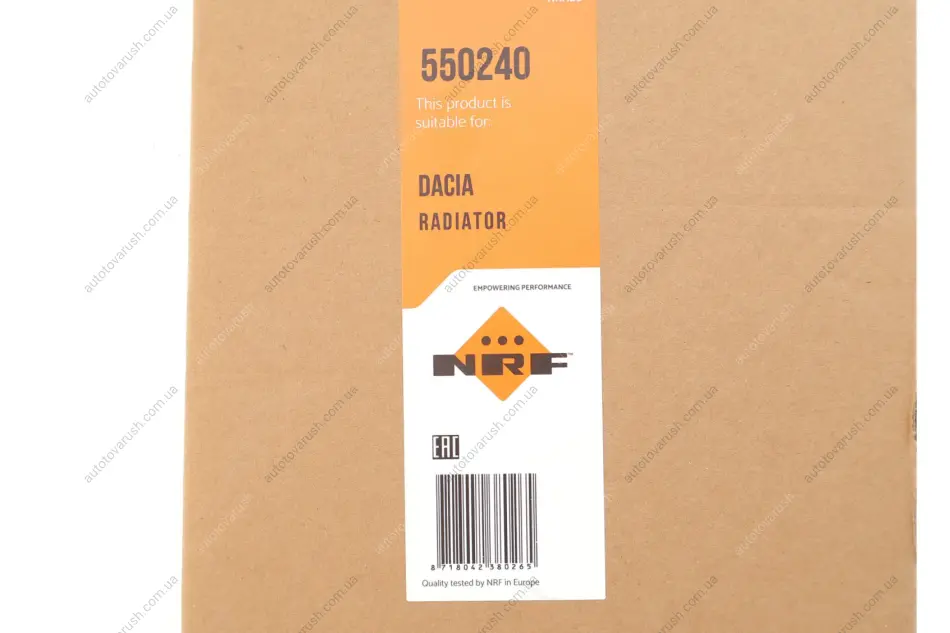 550240
This product is
suitable for:
DACIA
RADIATOR
EMPOWERING PERFORMANCE
NRF
EAC
8 718042 380265
Quality tested by NRF in Europe
autotovarush.com.ua